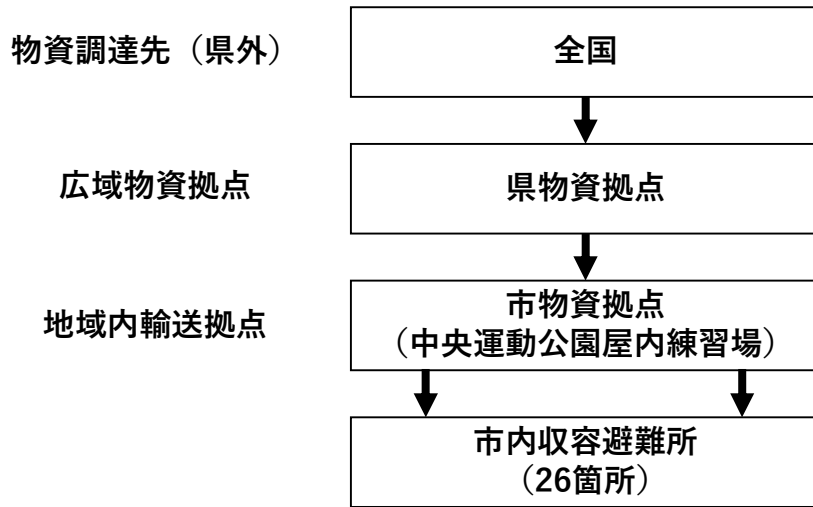 物資調達先（県外）
全国
広域物資拠点
県物資拠点
地域内輸送拠点
市物資拠点
（中央運動公園屋内練習場）
市内収容避難所
（26箇所）